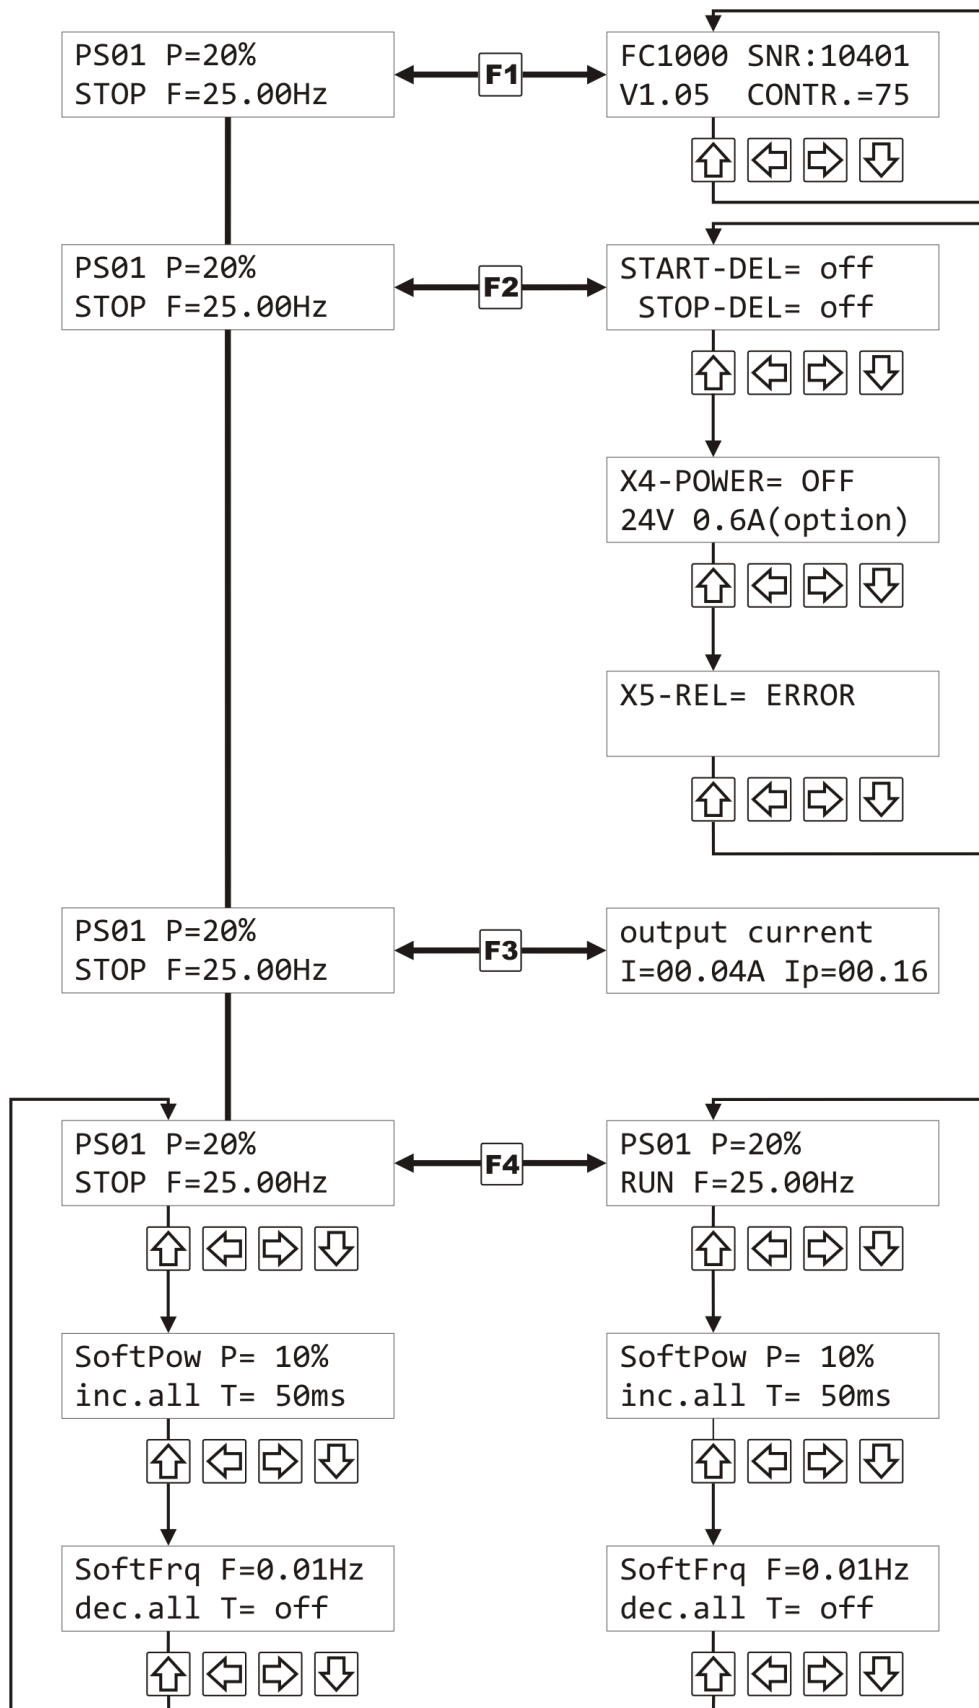 PS01 P=20%
STOP F=25.00Hz
F1
FC1000 SNR:10401
V1.05 CONTR.=75
PS01 P=20%
STOP F=25.00Hz
F2
START-DEL= off
STOP-DEL= off
X4-POWER= OFF
24V 0.6A(option)
X5-REL= ERROR
PS01 P=20%
STOP F=25.00Hz
F3
output current
I=00.04A Ip=00.16
PS01 P=20%
STOP F=25.00Hz
F4
PS01 P=20%
RUN F=25.00Hz
SoftPow P= 10%
inc.all T= 50ms
SoftPow P= 10%
inc.all T= 50ms
SoftFrq F=0.01Hz
dec.all T= off
SoftFrq F=0.01Hz
dec.all T= off